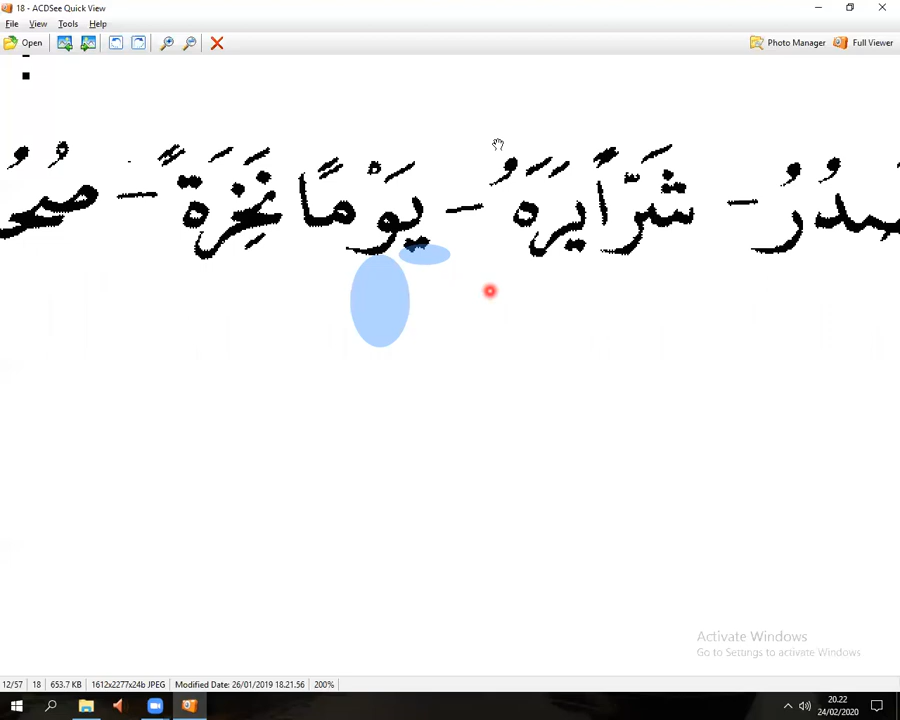 18 - ACDSee Quick View
File View Tools Help
Open Photo Manager Full Viewer
شَرًّا يَرَهُ - يَوْمًا نَخِرَةً -
Activate Windows
Go to Settings to activate Windows
12/57 18 653.7 KB 1612x2277x24b JPEG Modified Date: 26/01/2019 18.21.56 200%
20.22
24/02/2020